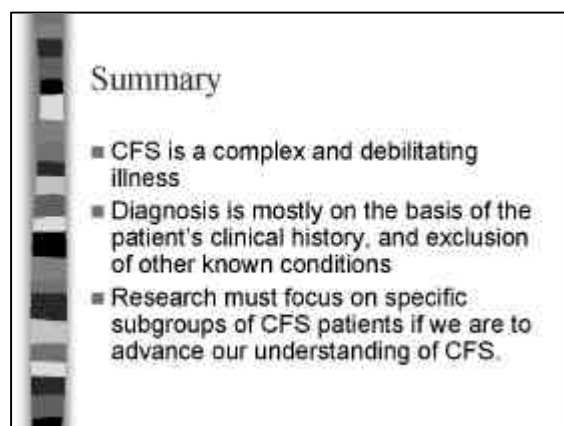 Summary
CFS is a complex and debilitating
illness
Diagnosis is mostly on the basis of the
patient's clinical history, and exclusion
of other known conditions
Research must focus on specific
subgroups of CFS patients if we are to
advance our understanding of CFS.